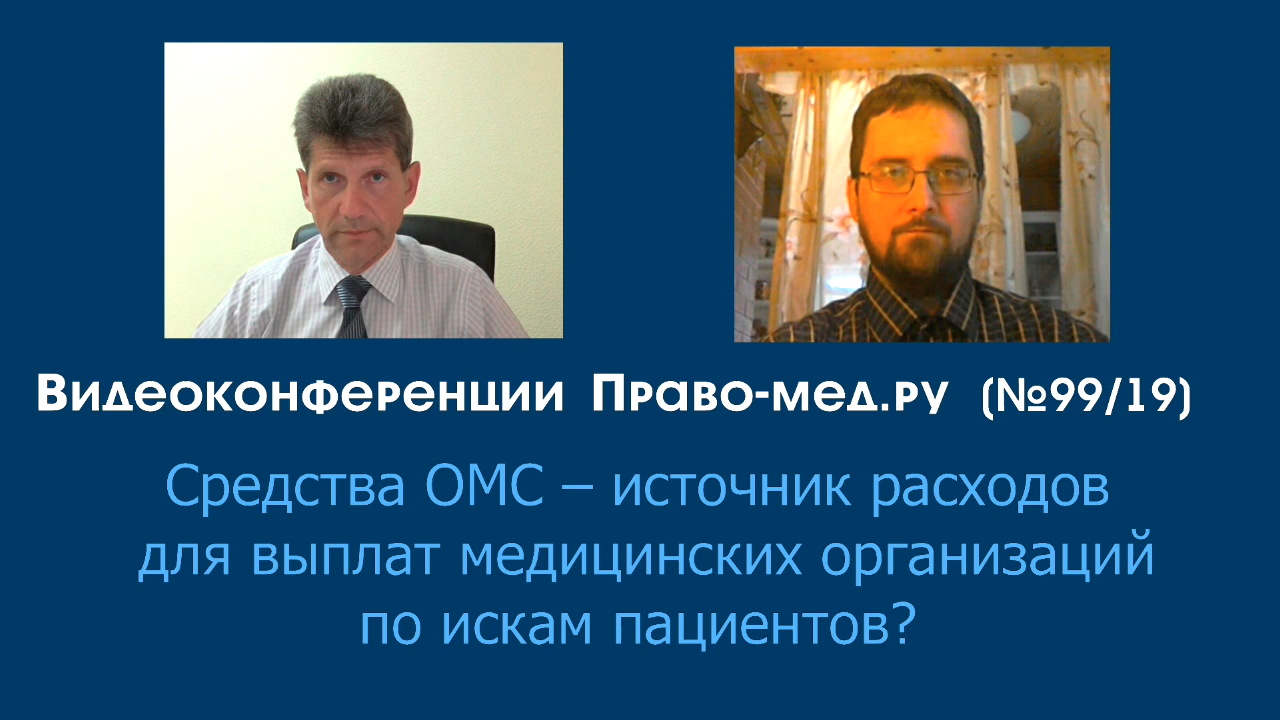 Видеоконференции Право-мед.ру (№99/19)
Средства ОМС – источник расходов
для выплат медицинских организаций
по искам пациентов?